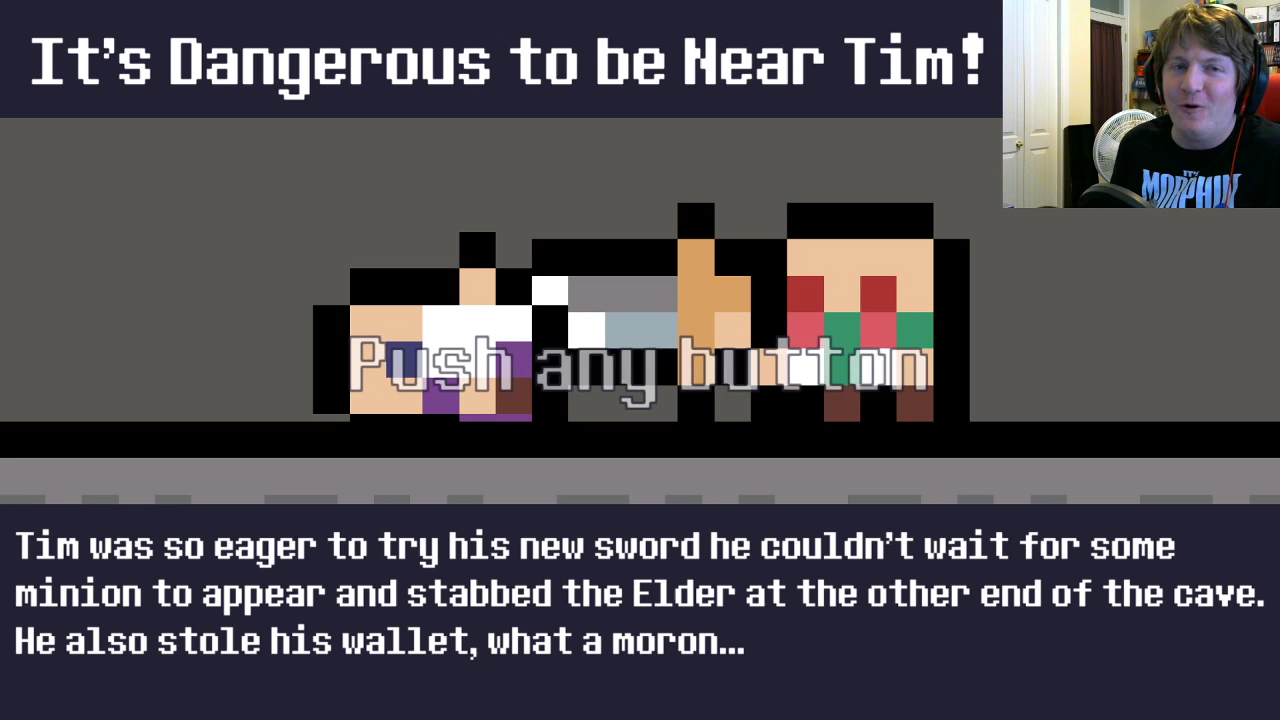 It's Dangerous to be Near Tim!
IT'S
MORPHIN
Push any button
Tim was so eager to try his new sword he couldn't wait for some
minion to appear and stabbed the Elder at the other end of the cave.
He also stole his wallet, what a moron...